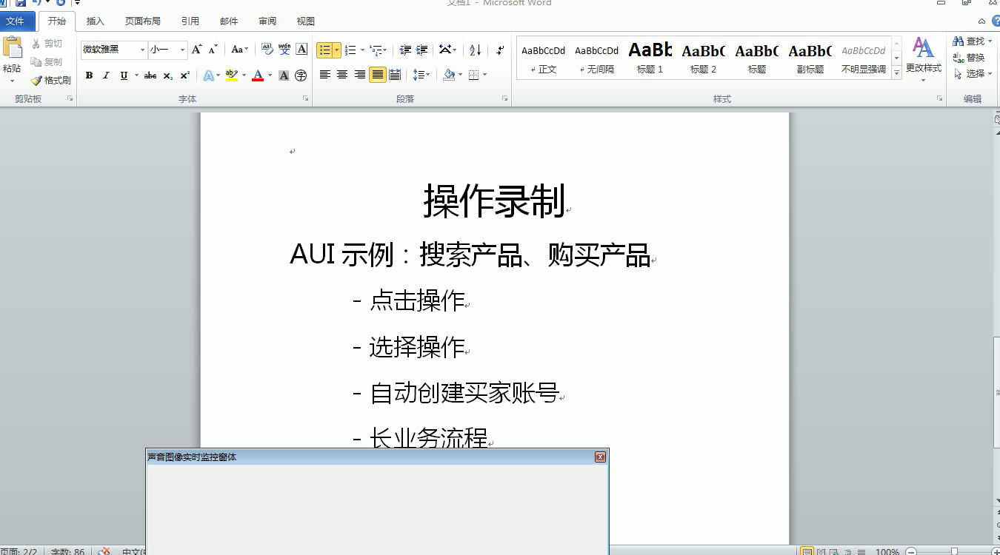 文档1 - Microsoft Word
文件 开始 插入 页面布局 引用 邮件 审阅 视图
粘贴 剪切 复制 格式刷
微软雅黑 小一
AaBbCcDd AaBbCcDd AaBb AaBbC AaBbC AaBbC AaBbCcDd
正文 无间隔 标题 1 标题 2 标题 副标题 不明显强调
更改样式
查找 替换 选择
剪贴板 字体 段落 样式 编辑
操作录制
AUI 示例：搜索产品、购买产品
- 点击操作
- 选择操作
- 自动创建买家账号
- 长业务流程
声音图像实时监控窗体
页面: 2/2 字数: 86 中文 100%